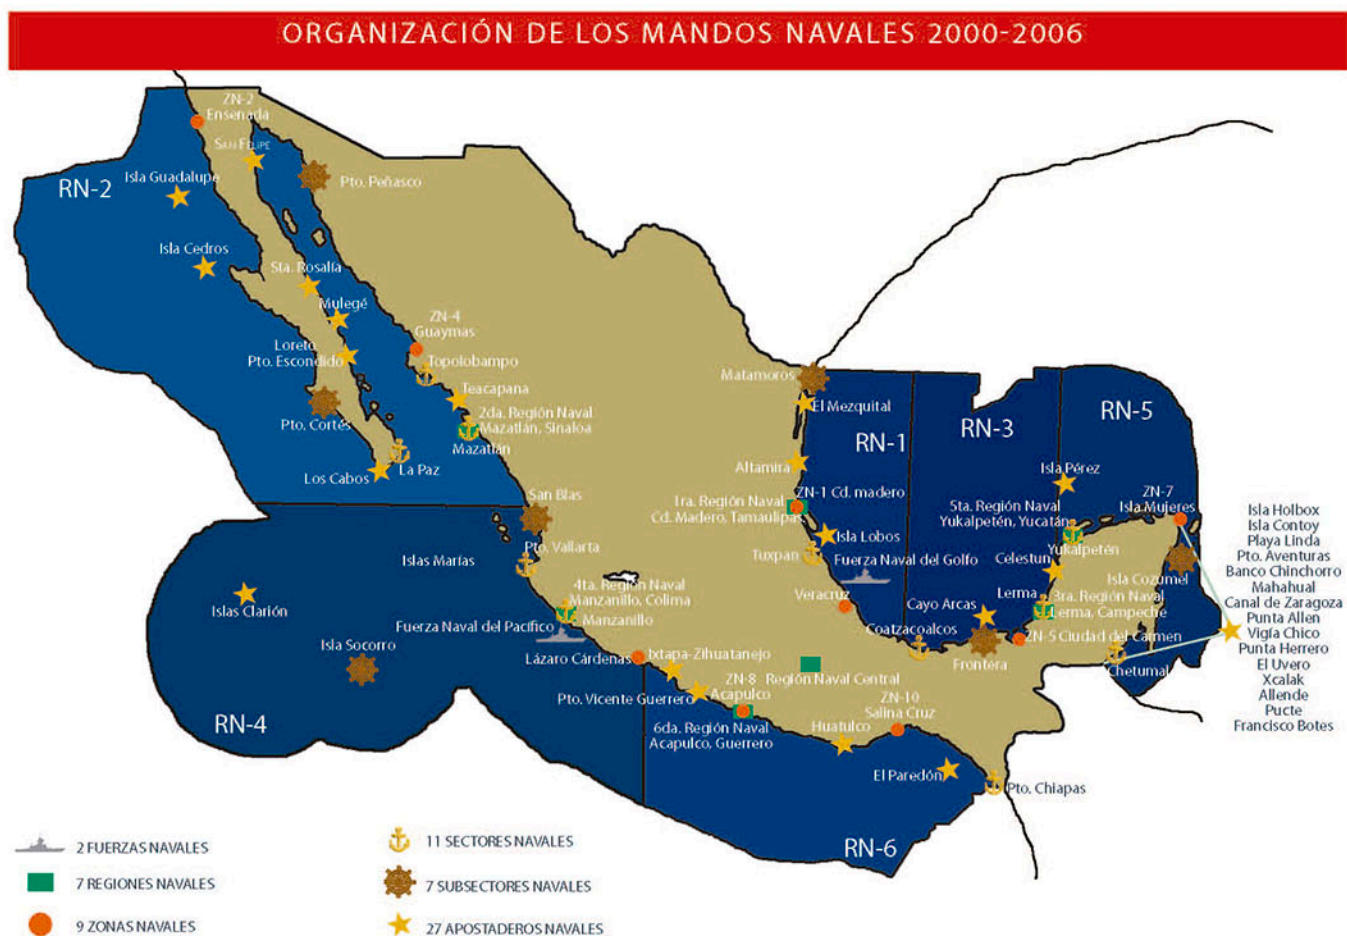 ORGANIZACIÓN DE LOS MANDOS NAVALES 2000-2006
ZN-2
Ensenada
SAN FELIPE
RN-2
Isla Guadalupe
Pto. Peñasco
Isla Cedros
Sta. Rosalía
Mulegé
ZN-4
Guaymas
Loreto
Pto. Escondido
Topolobampo
Teacapana
Pto. Cortés
2da. Región Naval
Mazatlán, Sinaloa
Mazatlán
La Paz
Los Cabos
Matamoros
El Mezquital
RN-1
RN-3
RN-5
Altamira
Isla Pérez
1ra. Región Naval
Cd. Madero, Tamaulipas.
ZN-1 Cd. madero
5ta. Región Naval
Yukalpetén, Yucatán
ZN-7
Isla Mujeres
San Blas
Pto. Vallarta
Isla Lobos
Tuxpan
Fuerza Naval del Golfo
Yukalpetén
Celestun
Isla Cozumel
Islas Marías
Islas Clarión
4ta. Región Naval
Manzanillo, Colima
Manzanillo
Veracruz
Lerma
3ra. Región Naval
Lerma, Campeche
Cayo Arcas
Coatzacoalcos
Fuerza Naval del Pacífico
Isla Socorro
Lázaro Cárdenas
Ixtapa-Zihuatanejo
Frontera
ZN-5 Ciudad del Carmen
Chetumal
RN-4
Pto. Vicente Guerrero
ZN-8
Acapulco
Región Naval Central
ZN-10
Salina Cruz
6da. Región Naval
Acapulco, Guerrero
Huatulco
El Paredón
Pto. Chiapas
RN-6
Isla Holbox
Isla Contoy
Playa Linda
Pto. Aventuras
Banco Chinchorro
Mahahual
Canal de Zaragoza
Punta Allen
Vigía Chico
Punta Herrero
El Uvero
Xcalak
Allende
Pucte
Francisco Botes
2 FUERZAS NAVALES
7 REGIONES NAVALES
9 ZONAS NAVALES
11 SECTORES NAVALES
7 SUBSECTORES NAVALES
27 APOSTADEROS NAVALES